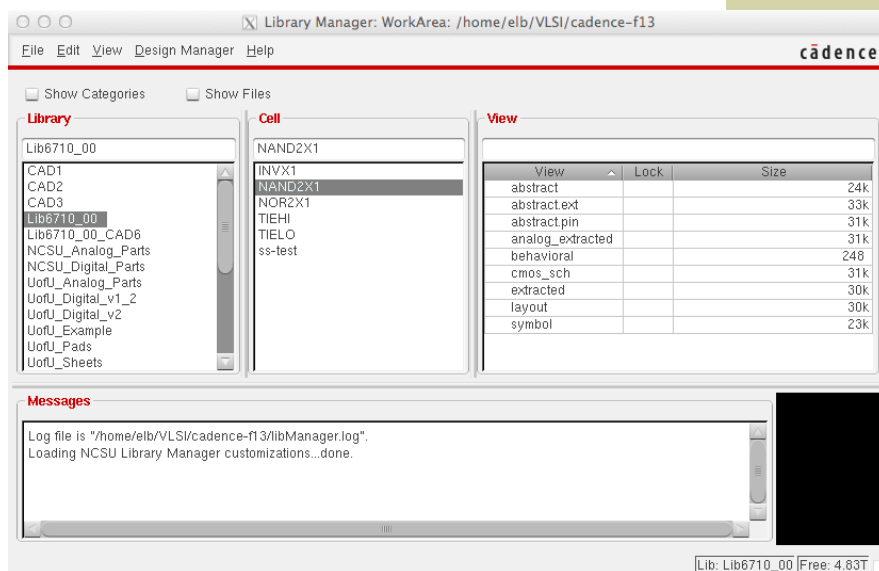 Library Manager: WorkArea: /home/elb/VLSI/cadence-f13
File Edit View Design Manager Help
cādence
Show Categories Show Files
Library
Lib6710_00
CAD1
CAD2
CAD3
Lib6710_00
Lib6710_00_CAD6
NCSU_Analog_Parts
NCSU_Digital_Parts
UofU_Analog_Parts
UofU_Digital_v1_2
UofU_Digital_v2
UofU_Example
UofU_Pads
UofU_Sheets
Cell
NAND2X1
INVX1
NAND2X1
NOR2X1
TIEHI
TIELO
ss-test
View
View Lock Size
abstract 24k
abstract.ext 33k
abstract.pin 31k
analog_extracted 31k
behavioral 248
cmos_sch 31k
extracted 30k
layout 30k
symbol 23k
Messages
Log file is "/home/elb/VLSI/cadence-f13/libManager.log".
Loading NCSU Library Manager customizations...done.
Lib: Lib6710_00 Free: 4.83T